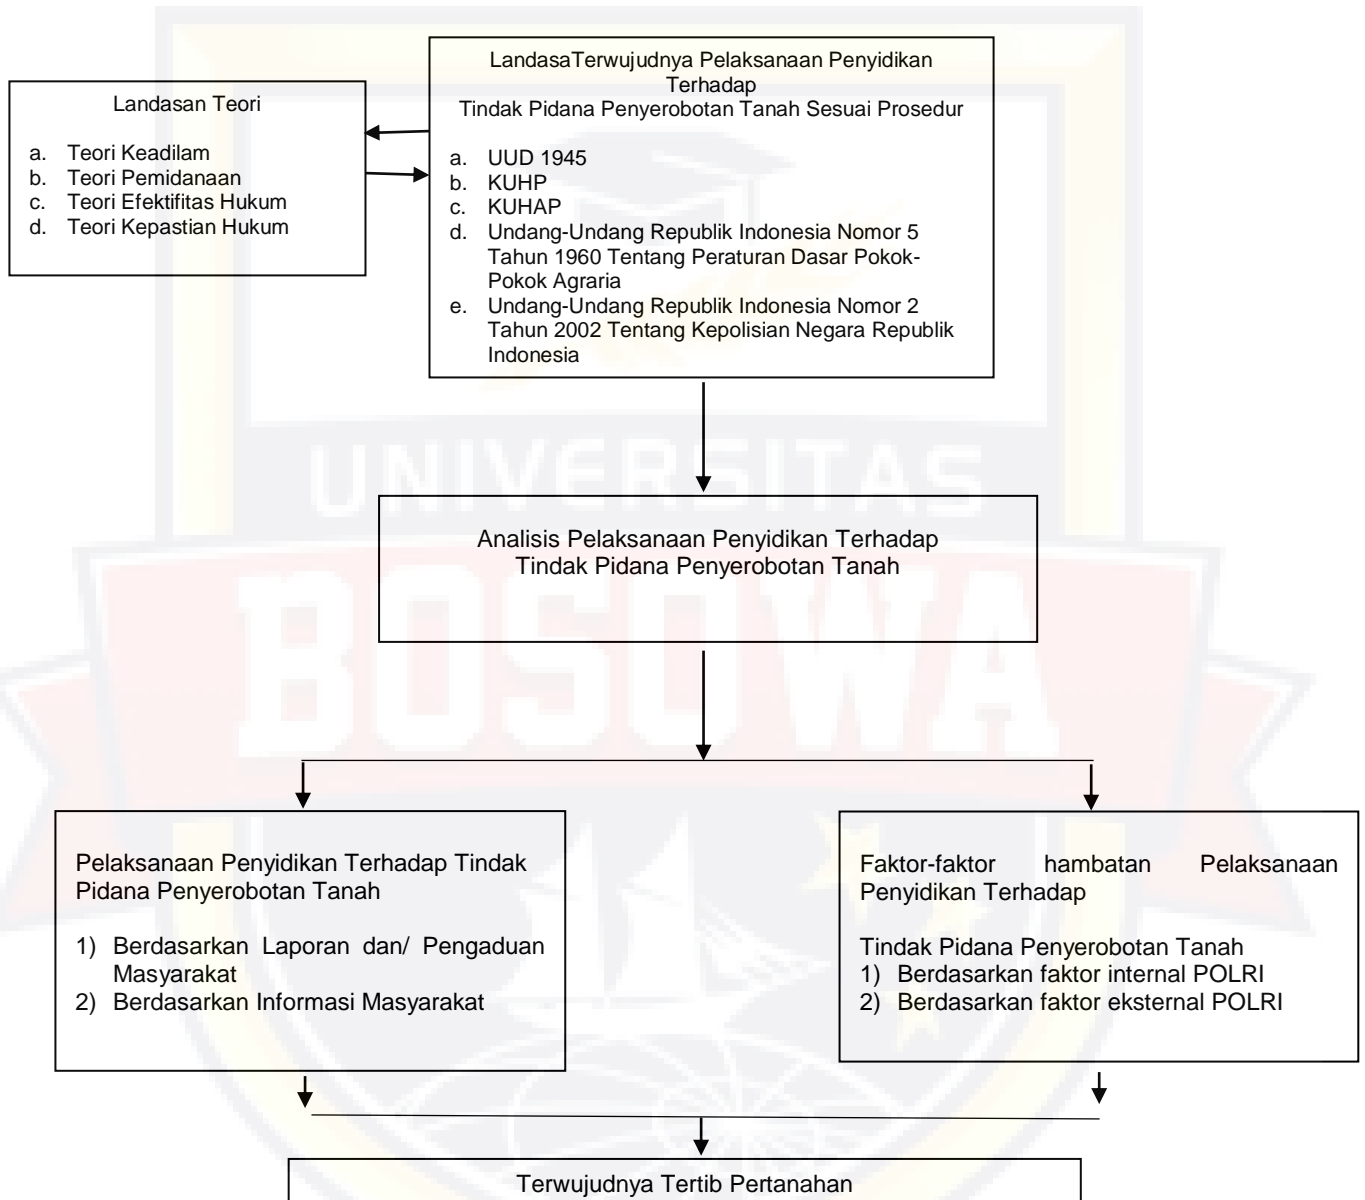 Landasan Teori
a. Teori Keadilam
b. Teori Pemidanaan
c. Teori Efektifitas Hukum
d. Teori Kepastian Hukum
LandasaTerwujudnya Pelaksanaan Penyidikan
Terhadap
Tindak Pidana Penyerobotan Tanah Sesuai Prosedur
a. UUD 1945
b. KUHP
c. KUHAP
d. Undang-Undang Republik Indonesia Nomor 5
Tahun 1960 Tentang Peraturan Dasar Pokok-
Pokok Agraria
e. Undang-Undang Republik Indonesia Nomor 2
Tahun 2002 Tentang Kepolisian Negara Republik
Indonesia
UNIVERSITAS
Analisis Pelaksanaan Penyidikan Terhadap
Tindak Pidana Penyerobotan Tanah
BOSOWA
Pelaksanaan Penyidikan Terhadap Tindak
Pidana Penyerobotan Tanah
1) Berdasarkan Laporan dan/ Pengaduan
Masyarakat
2) Berdasarkan Informasi Masyarakat
Faktor-faktor hambatan Pelaksanaan
Penyidikan Terhadap
Tindak Pidana Penyerobotan Tanah
1) Berdasarkan faktor internal POLRI
2) Berdasarkan faktor eksternal POLRI
Terwujudnya Tertib Pertanahan